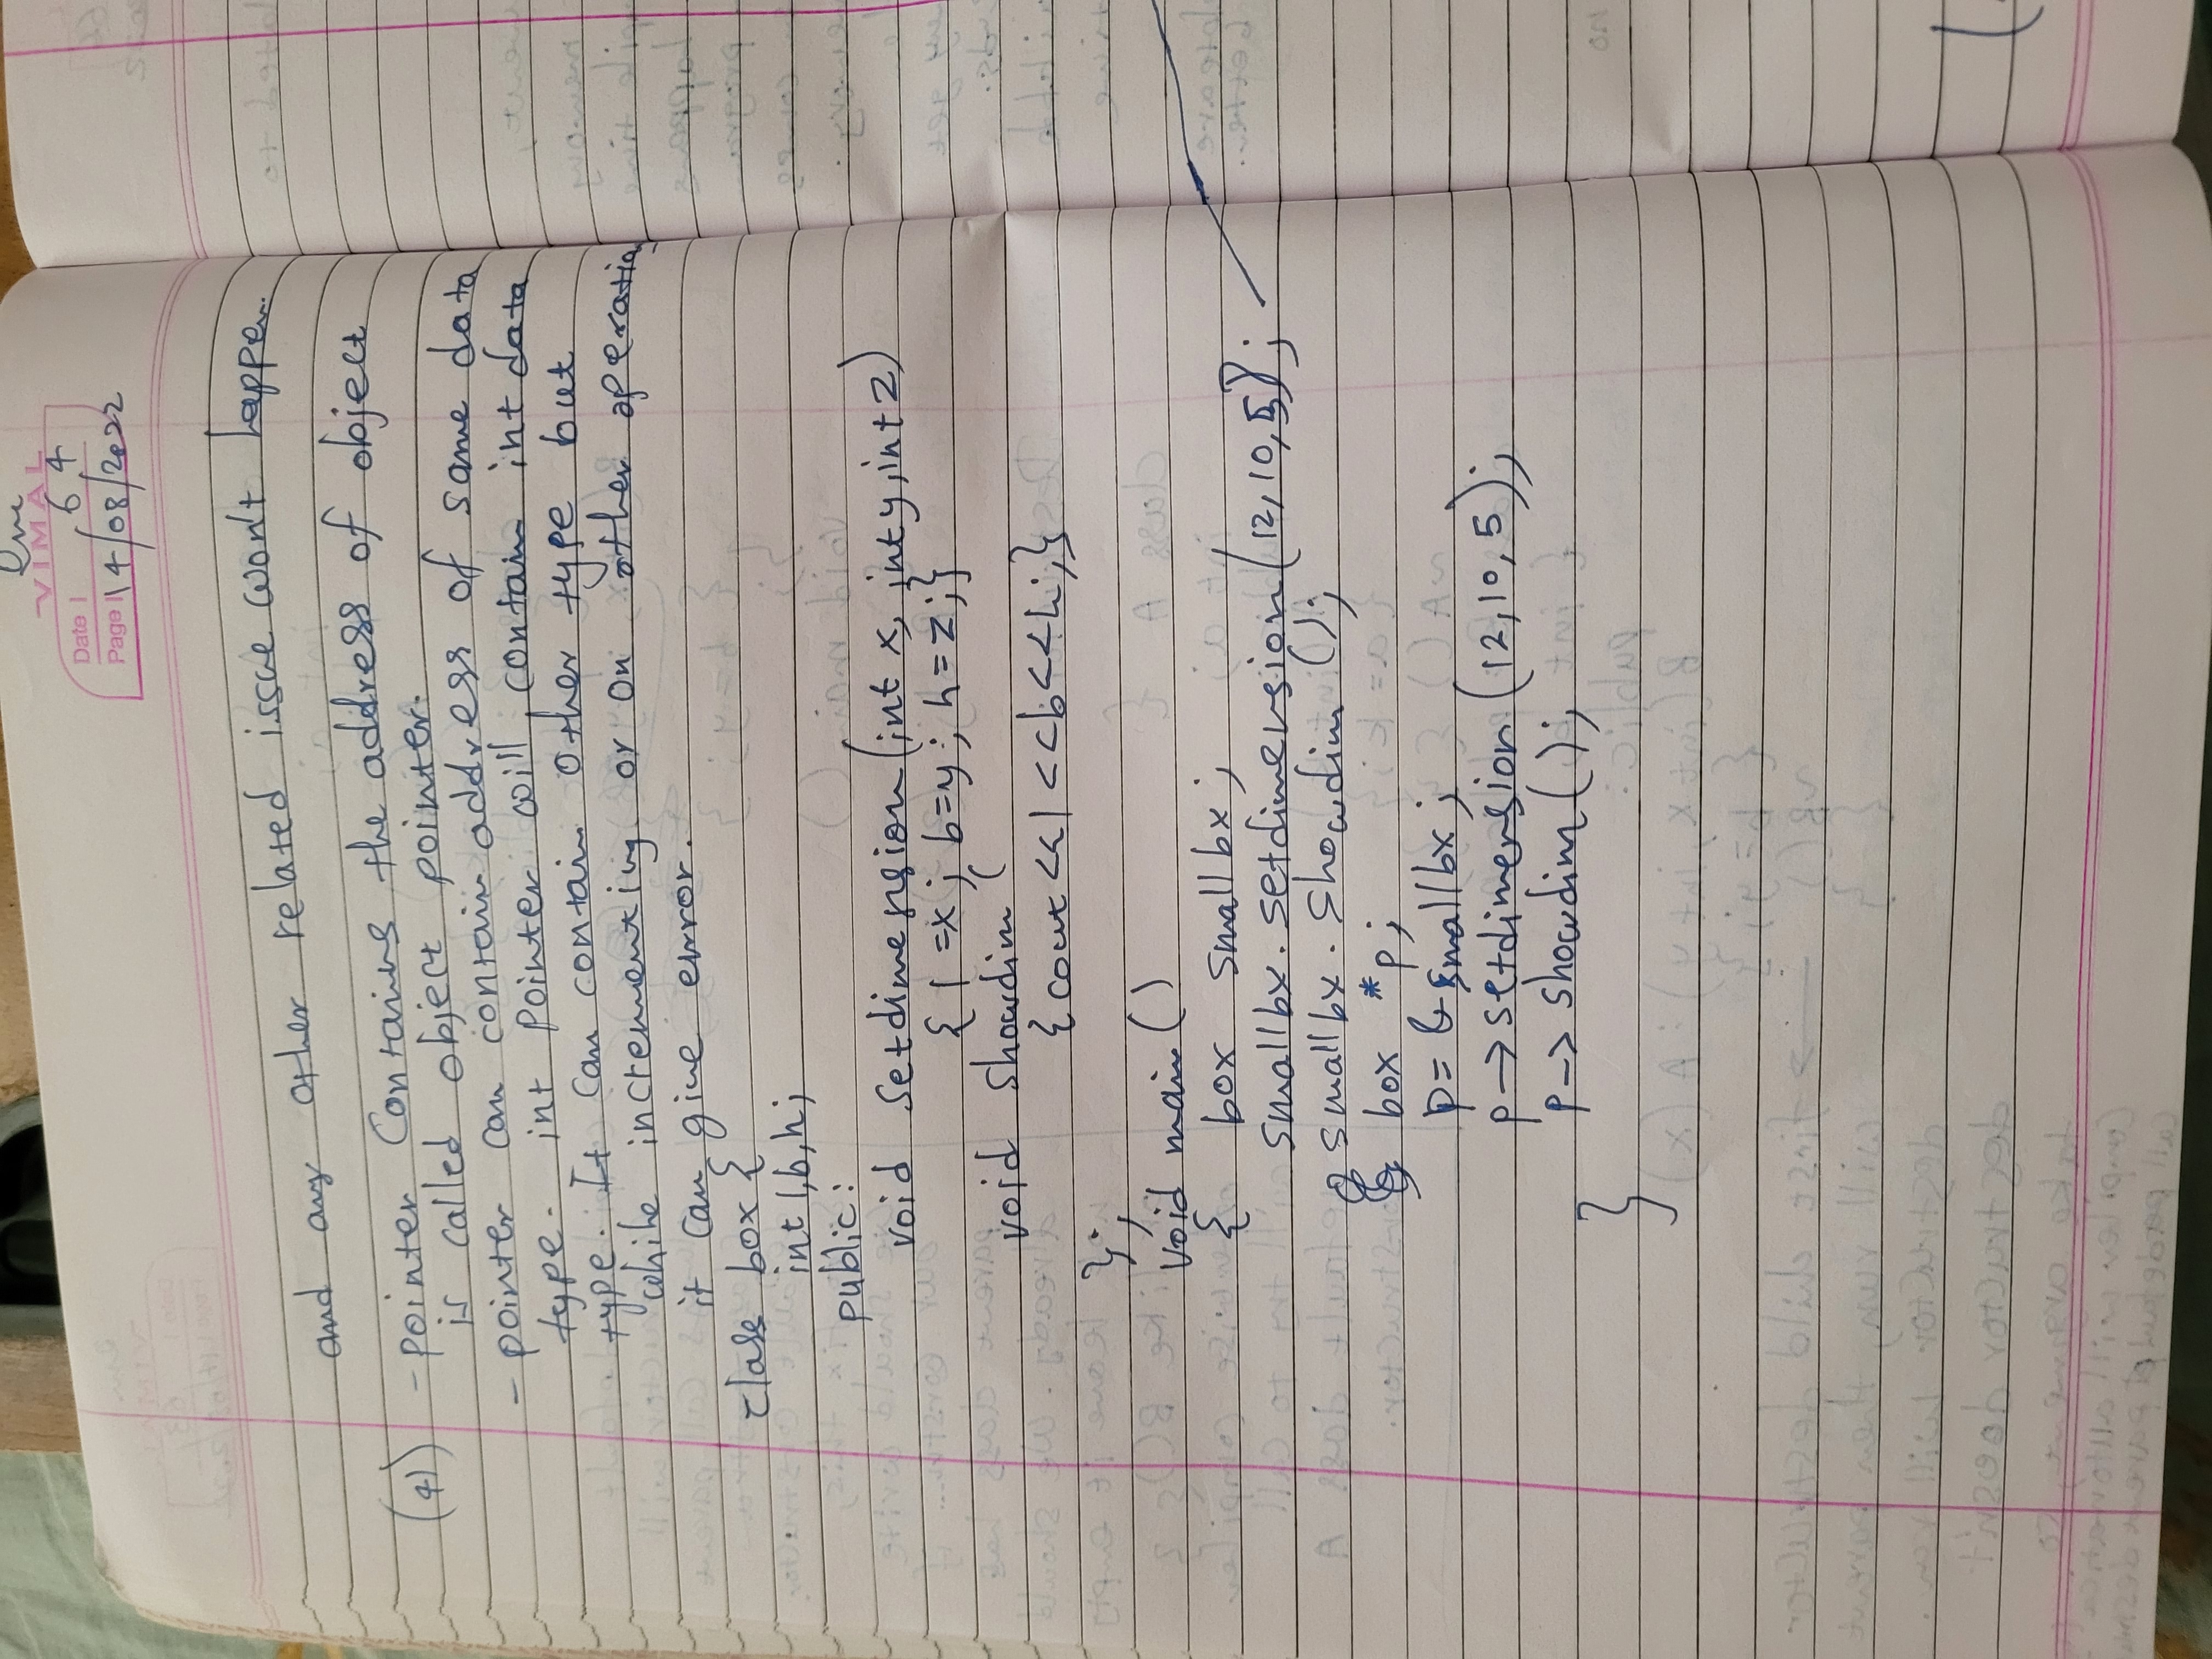 VIMAL
Date 64
Page 14/08/2022
and any other related issue won't happen.
(4) - pointer contains the address of object
is called object pointer.
- pointer can contain address of same data
type. int pointer will contain int data
type. It can contain other type but
while incrementing or on other operation
it can give error.
class box {
int l,b,h;
public:
void setdimension(int x, int y, int z)
{ l=x; b=y; h=z;}
void showdim(
{cout<<l<<b<<h;}
};
void main()
{ box smallbx;
smallbx.setdimension(12,10,5);
smallbx.showdim();
box *p;
p=&smallbx;
p->setdimension(12,10,5);
p->showdim();
}